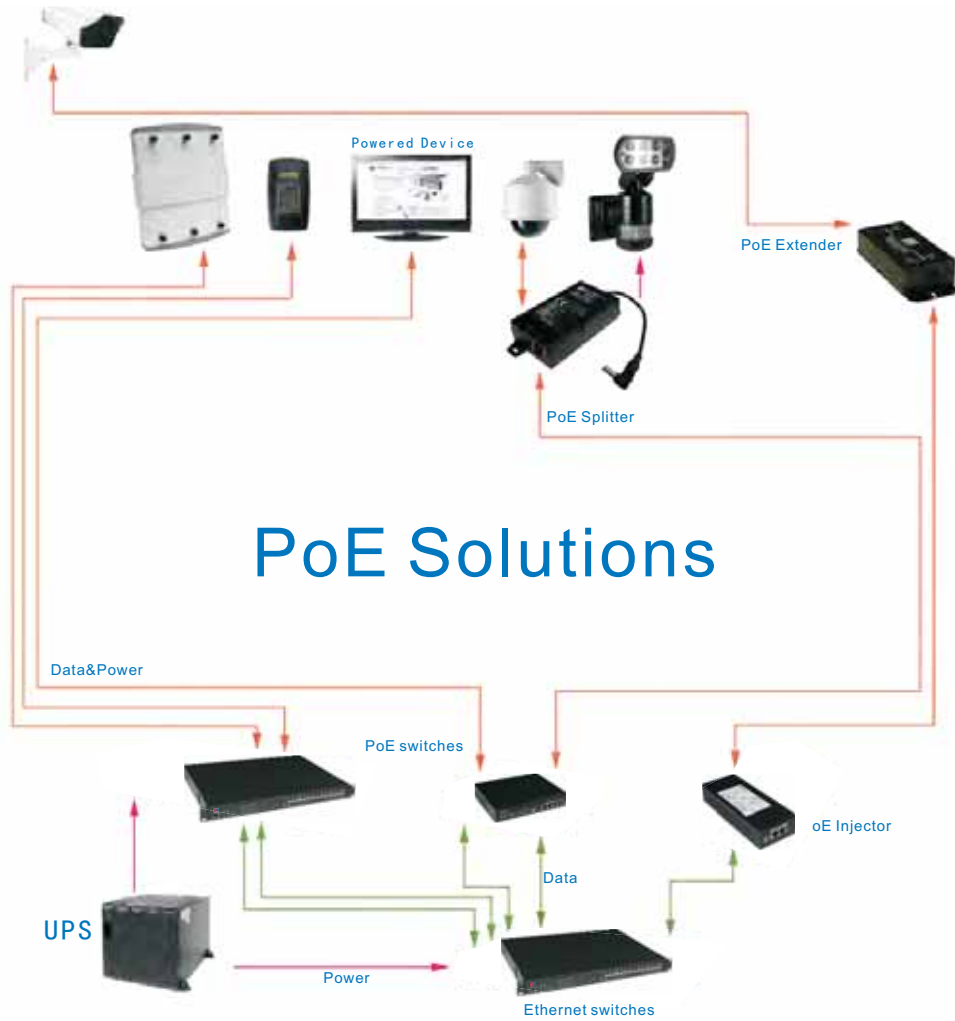 Powered Device
PoE Extender
PoE Splitter
PoE Solutions
Data&Power
PoE switches
oE Injector
Data
UPS
Power
Ethernet switches